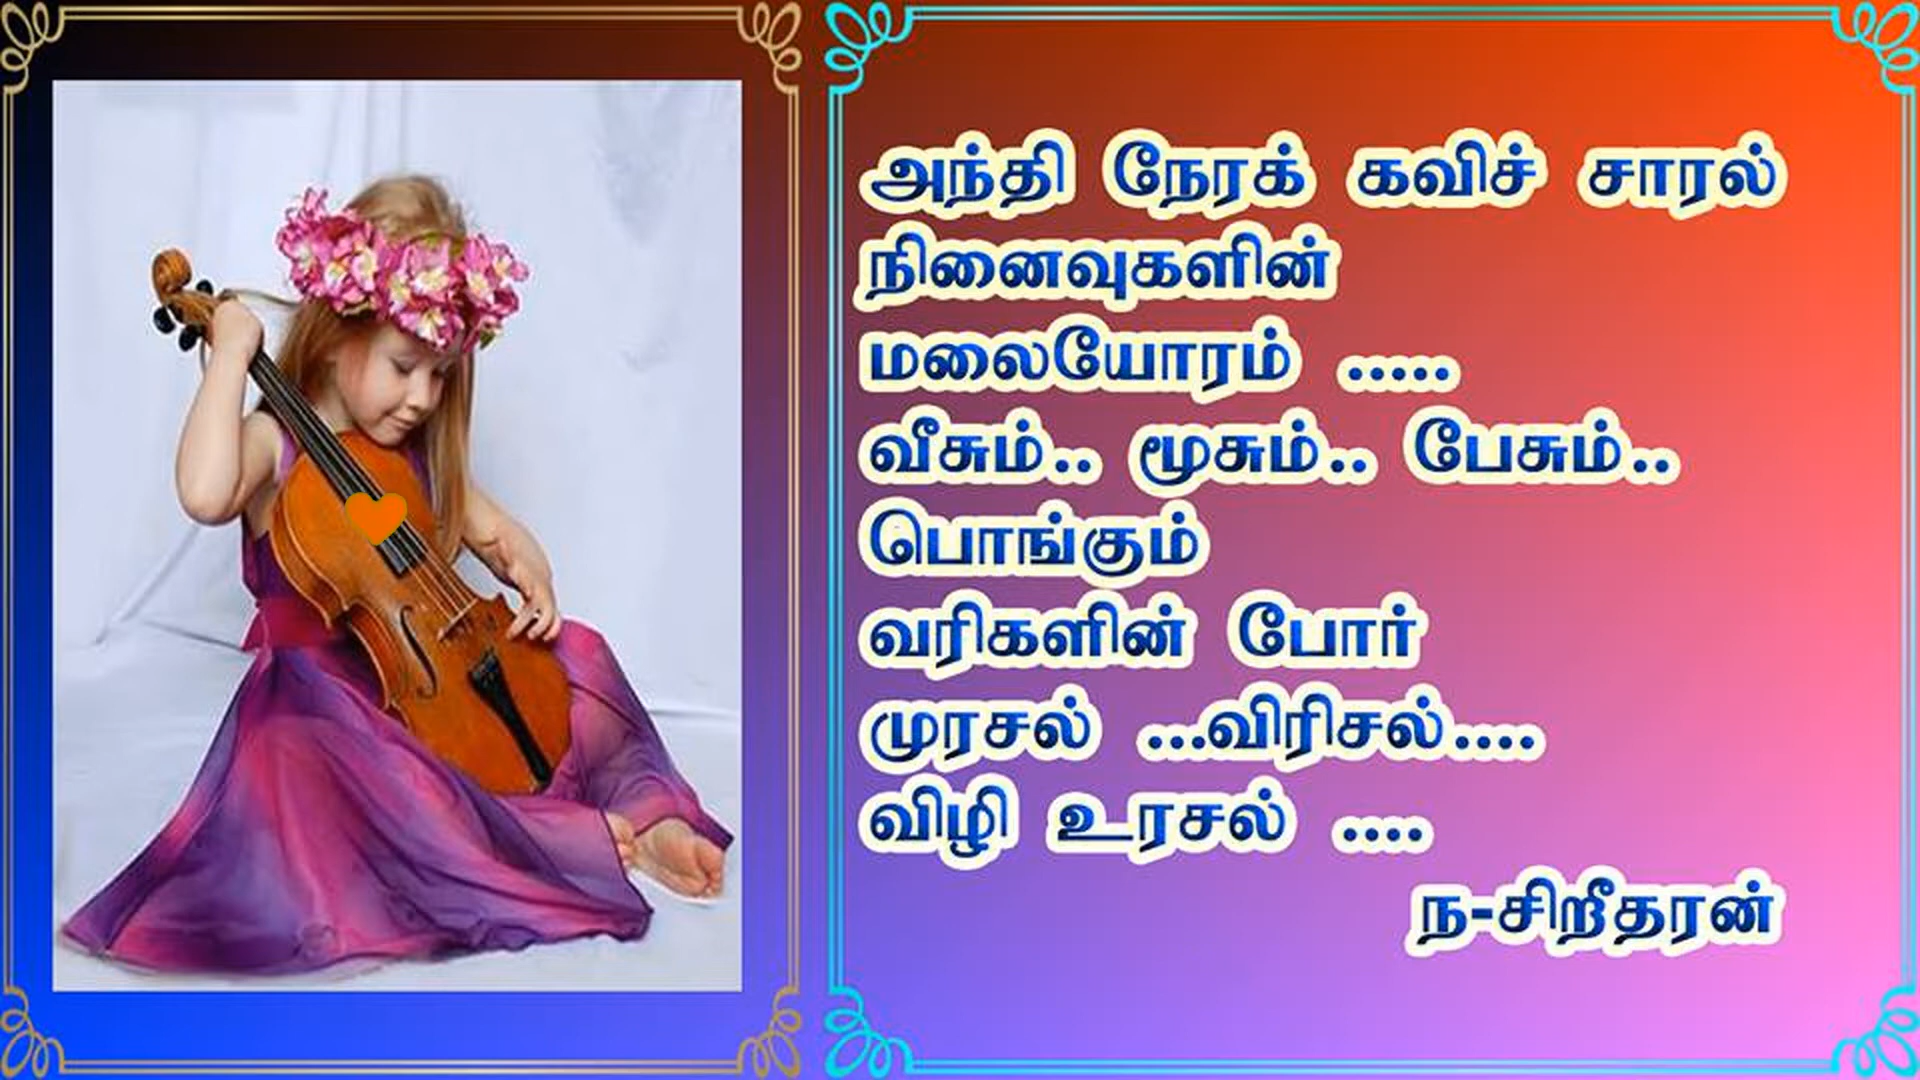 அந்தி நேரக் கவிச் சாரல்
நினைவுகளின்
மலையோரம் .....
வீசும்.. மூசும்.. பேசும்..
பொங்கும்
வரிகளின் போர்
முரசல் ...விரிசல்....
விழி உரசல் ....
ந-சிறீதரன்